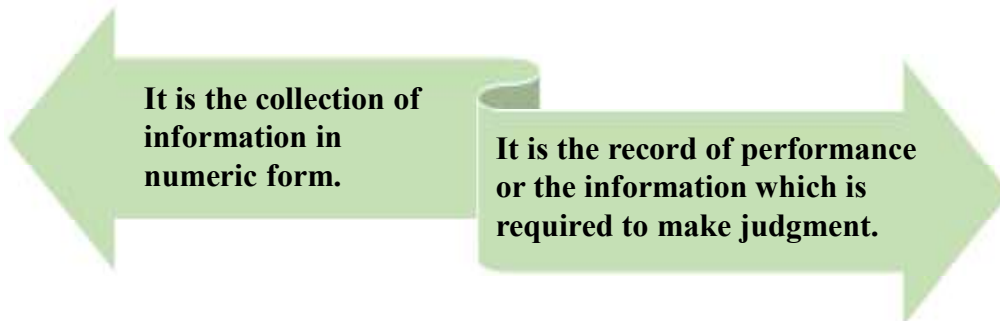 It is the collection of
information in
numeric form.
It is the record of performance
or the information which is
required to make judgment.